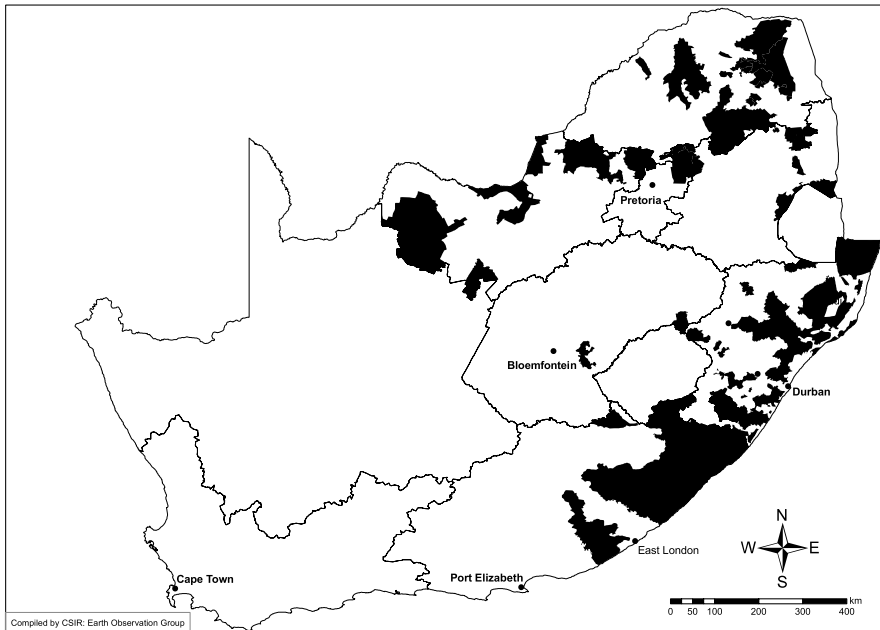 Pretoria
Bloemfontein
Durban
N
W E
S
East London
Cape Town
Port Elizabeth
km
0 50 100 200 300 400
Compiled by CSIR: Earth Observation Group